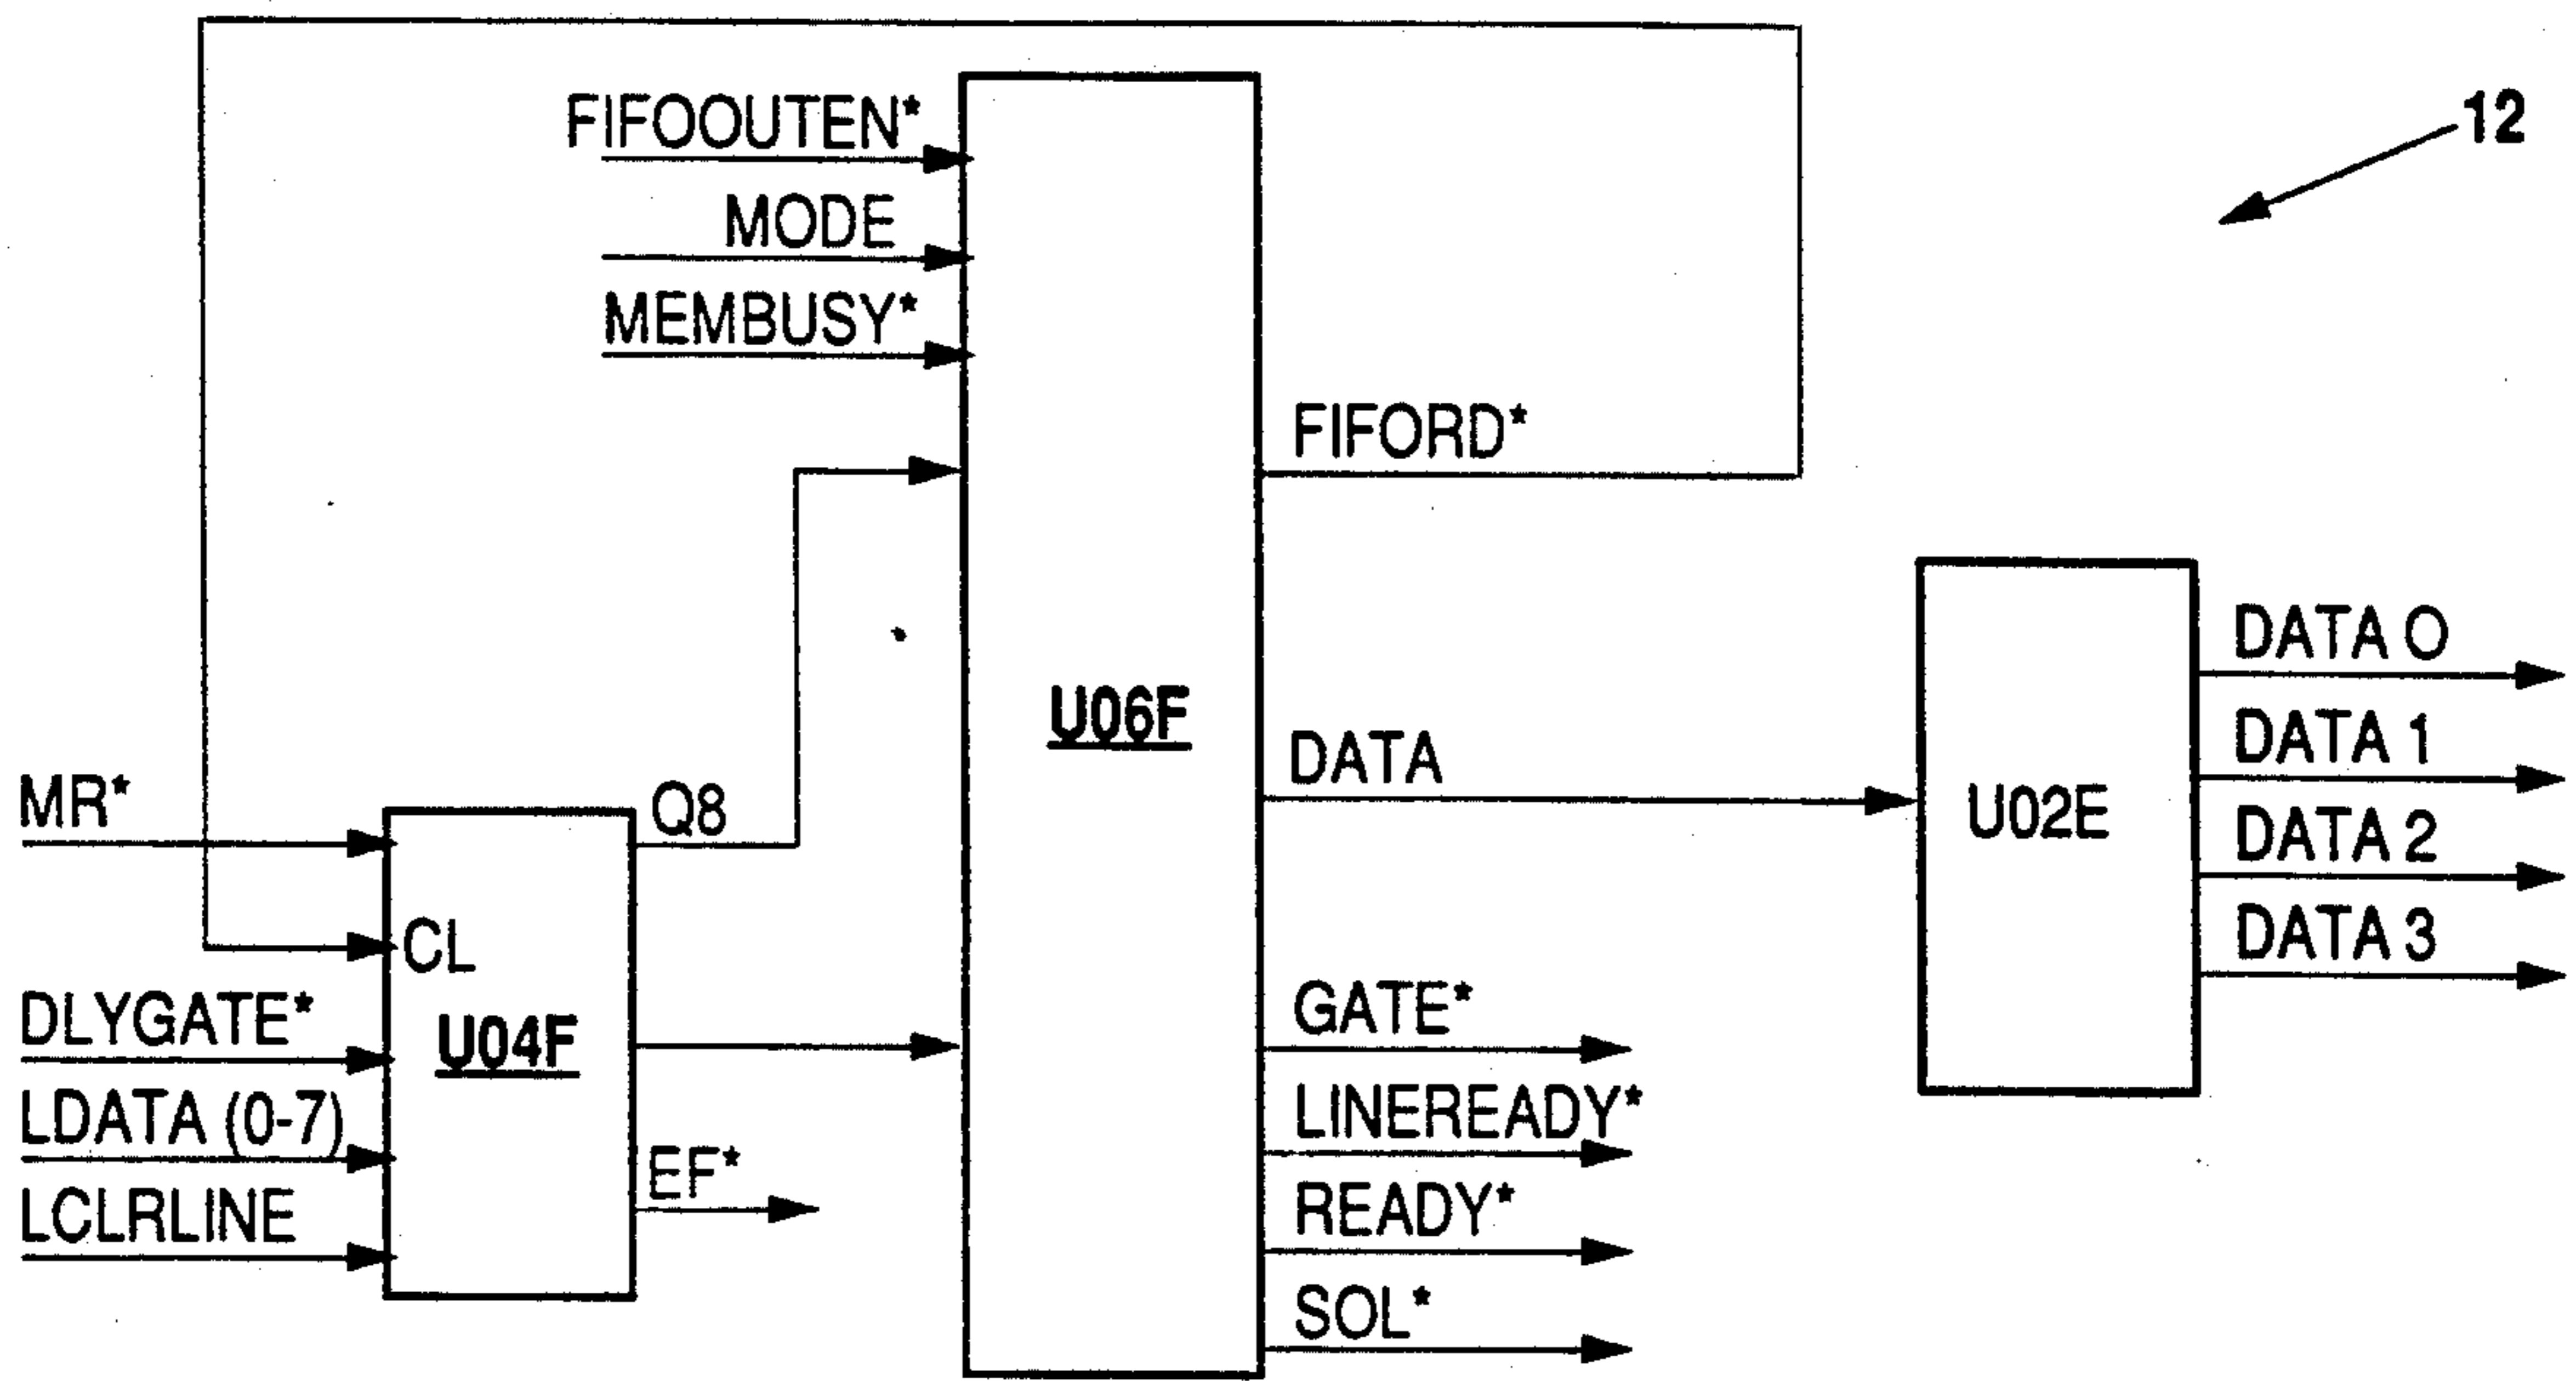 12
FIFOOUTEN*
MODE
MEMBUSY*
FIFORD*
U06F
DATA
U02E
DATA 0
DATA 1
DATA 2
DATA 3
MR*
Q8
CL
DLYGATE*
U04F
LDATA (0-7)
LCLRLINE
EF*
GATE*
LINEREADY*
READY*
SOL*